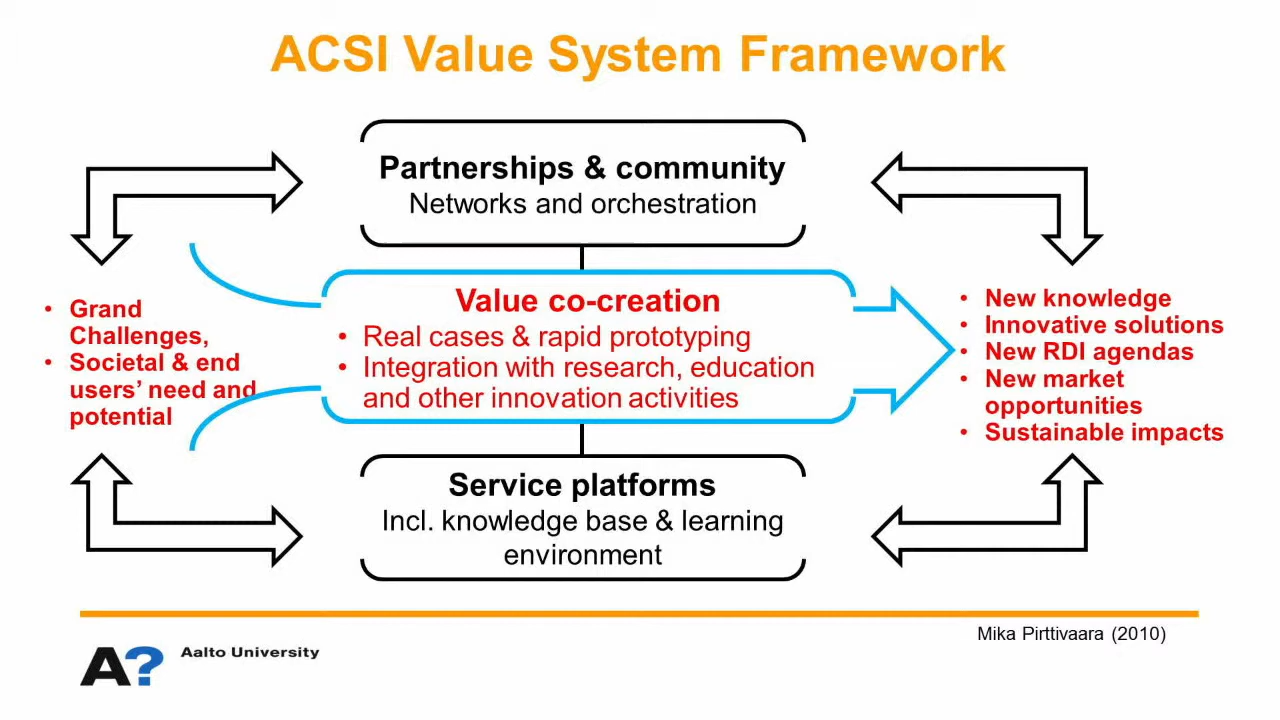 ACSI Value System Framework
Partnerships & community
Networks and orchestration
• Grand
Challenges,
• Societal & end
users’ need and
potential
Value co-creation
• Real cases & rapid prototyping
• Integration with research, education
and other innovation activities
• New knowledge
• Innovative solutions
• New RDI agendas
• New market
opportunities
• Sustainable impacts
Service platforms
Incl. knowledge base & learning
environment
Mika Pirttivaara (2010)
A? Aalto University